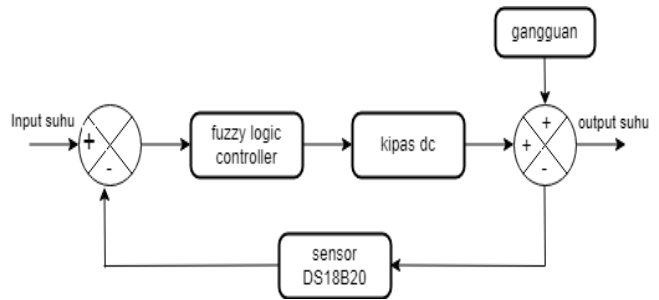 gangguan
Input suhu
+
-
fuzzy logic
controller
kipas dc
+
+
-
output suhu
sensor
DS18B20